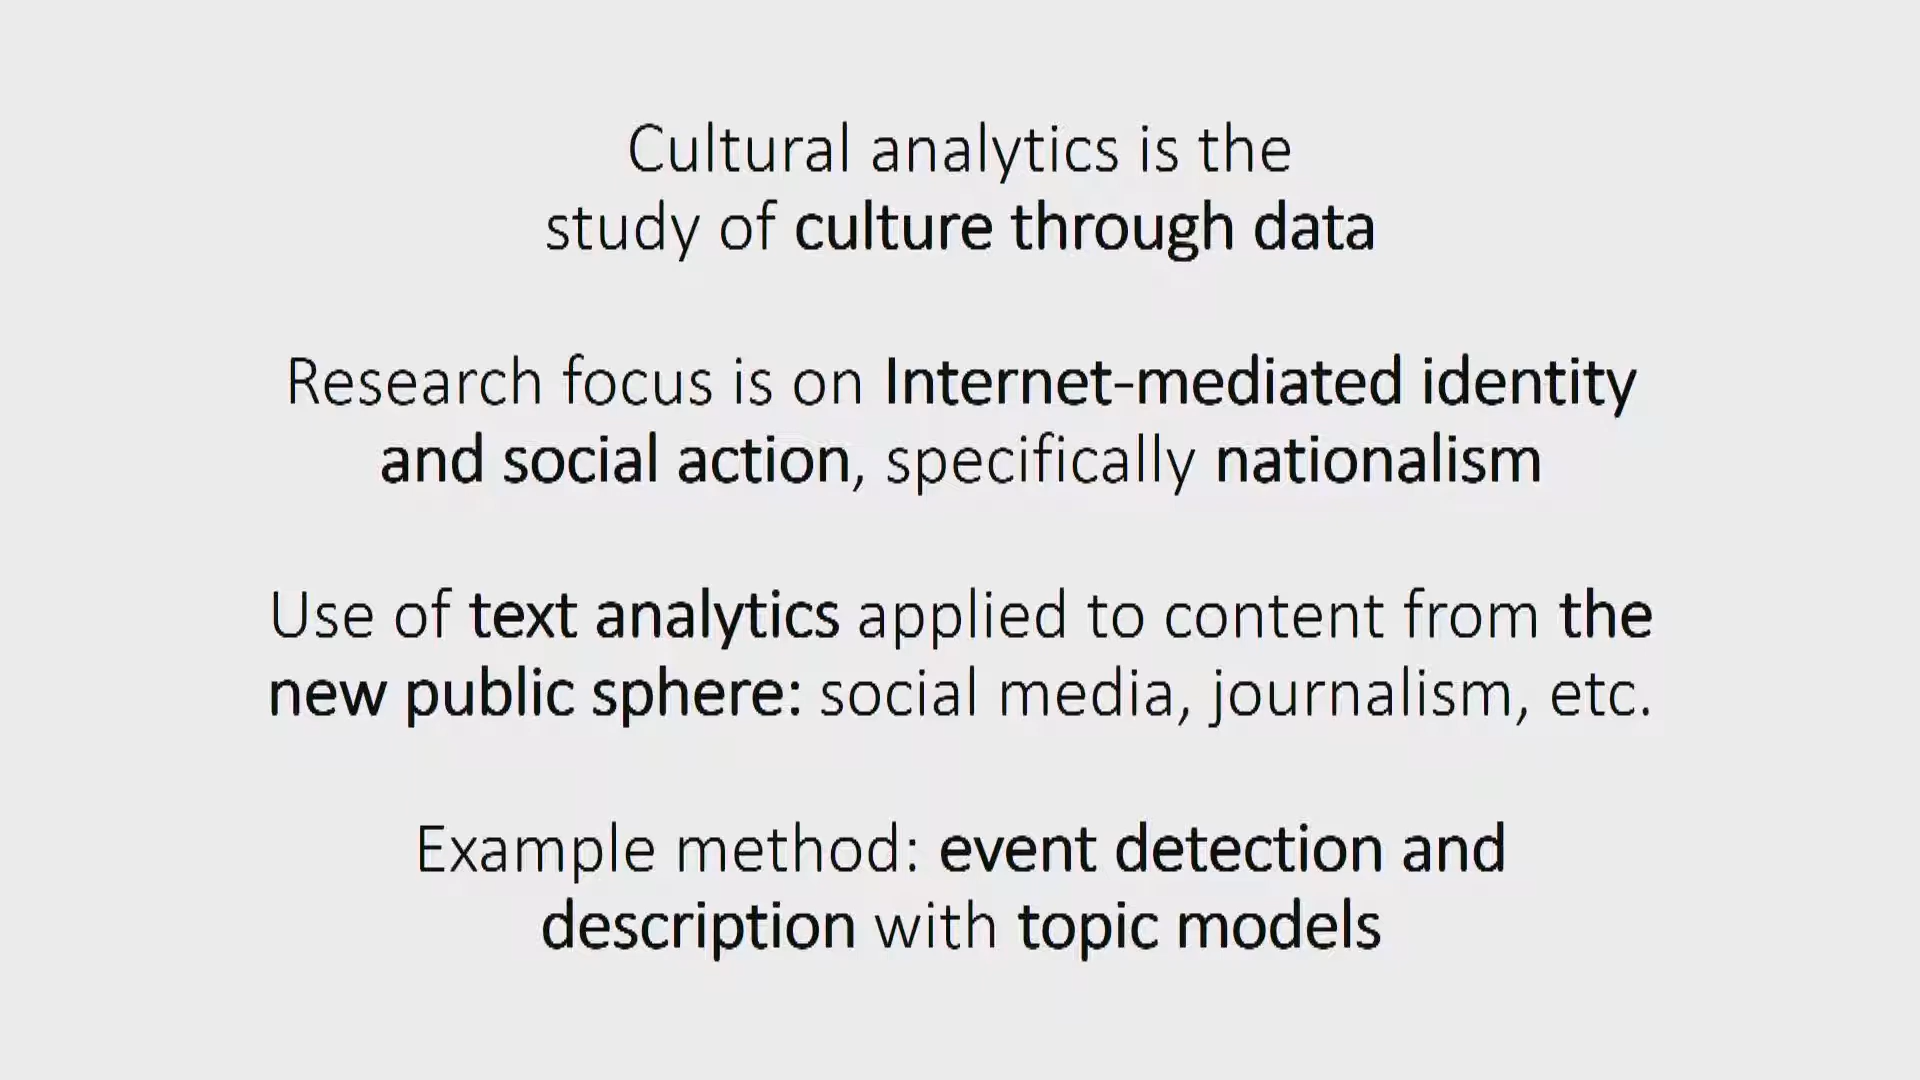 Cultural analytics is the
study of culture through data
Research focus is on Internet-mediated identity
and social action, specifically nationalism
Use of text analytics applied to content from the
new public sphere: social media, journalism, etc.
Example method: event detection and
description with topic models